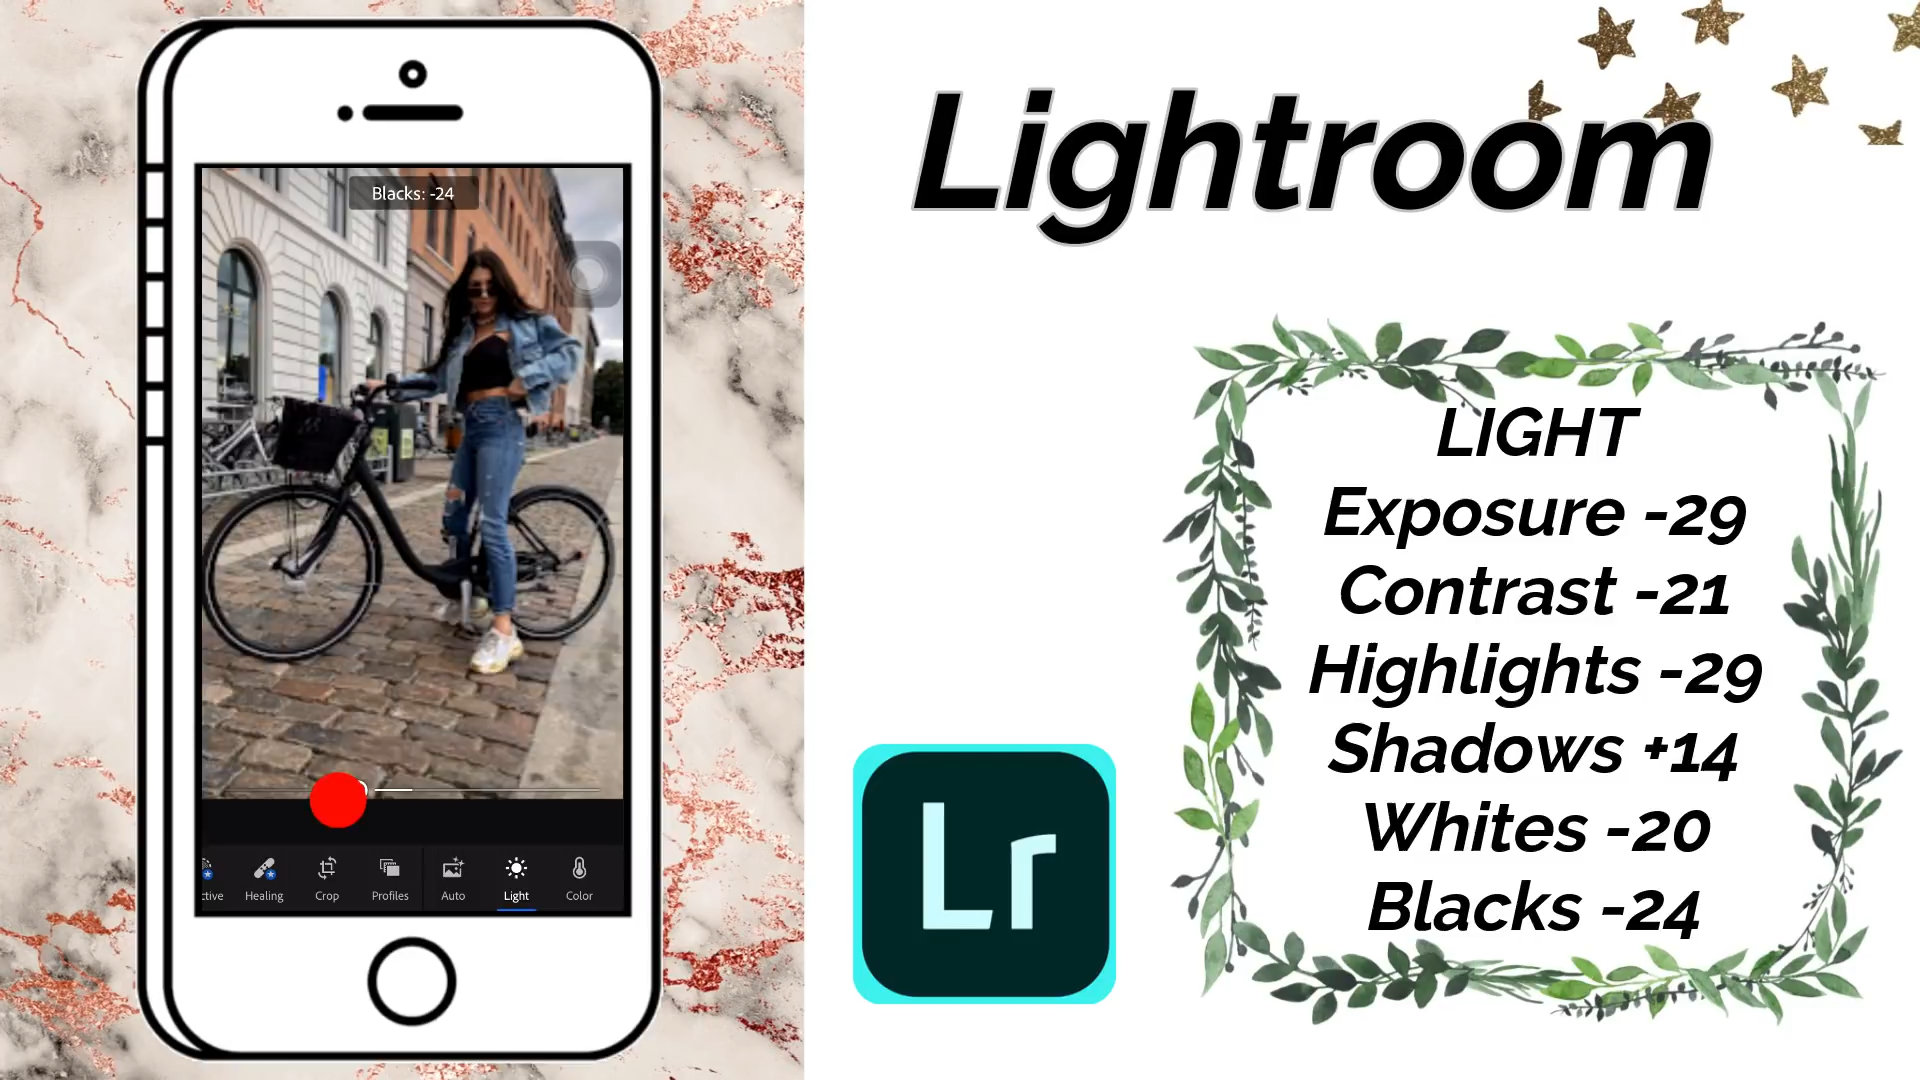 Blacks: -24
ctive
Healing
Crop
Profiles
Auto
Light
Color
Lightroom
Lr
LIGHT
Exposure -29
Contrast -21
Highlights -29
Shadows +14
Whites -20
Blacks -24